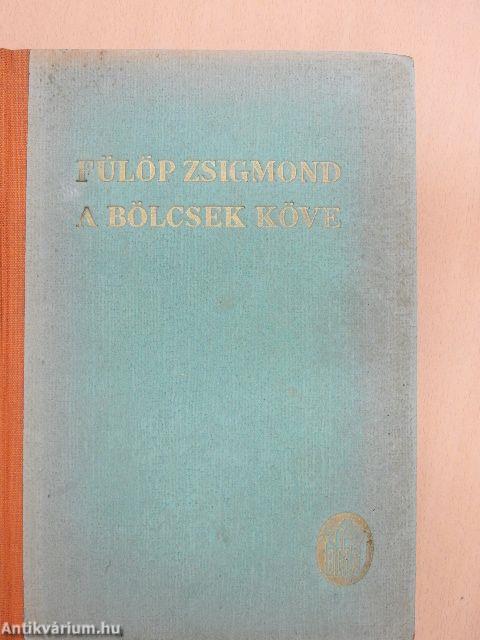 FÜLÖP ZSIGMOND
A BÖLCSEK KÖVE
Antikvárium.hu